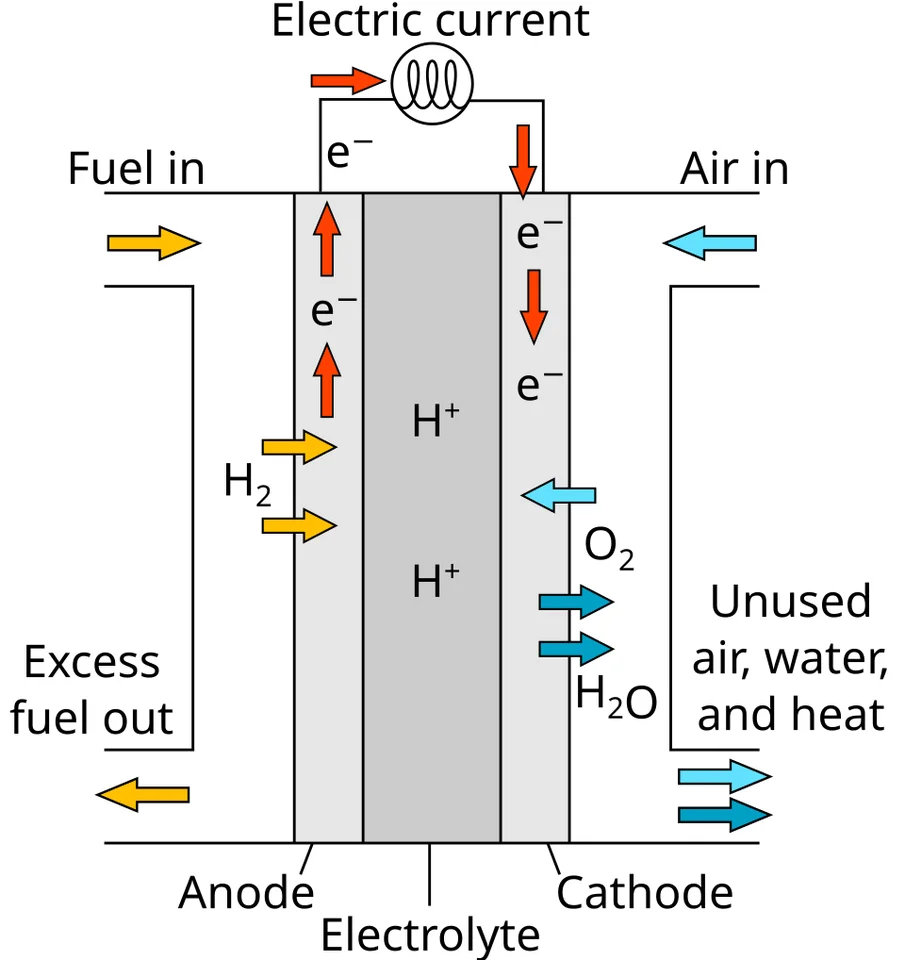 Electric current
e⁻
Fuel in
Air in
e⁻
e⁻
e⁻
H⁺
H₂
O₂
H⁺
Unused
air, water,
and heat
Excess
fuel out
H₂O
Anode
Cathode
Electrolyte